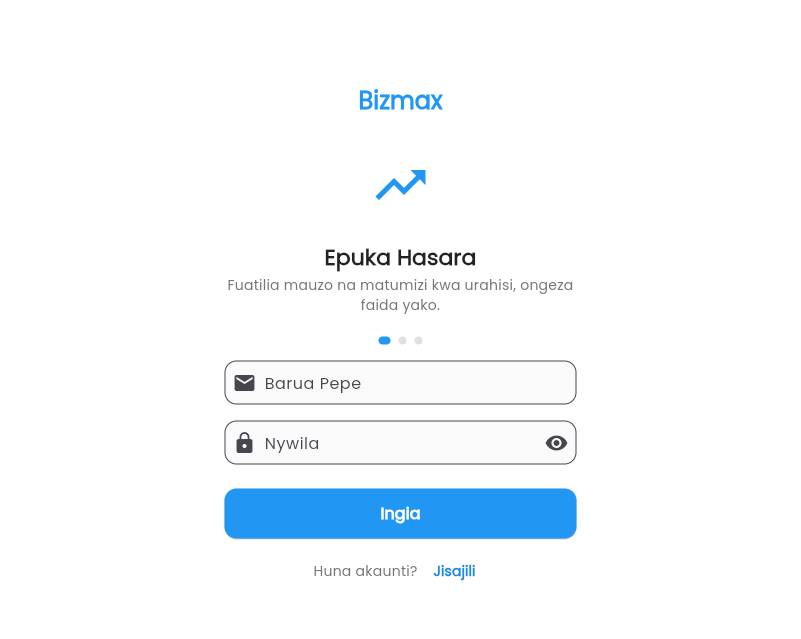 Bizmax
Epuka Hasara
Fuatilia mauzo na matumizi kwa urahisi, ongeza
faida yako.
Barua Pepe
Nywila
Ingia
Huna akaunti? Jisajili